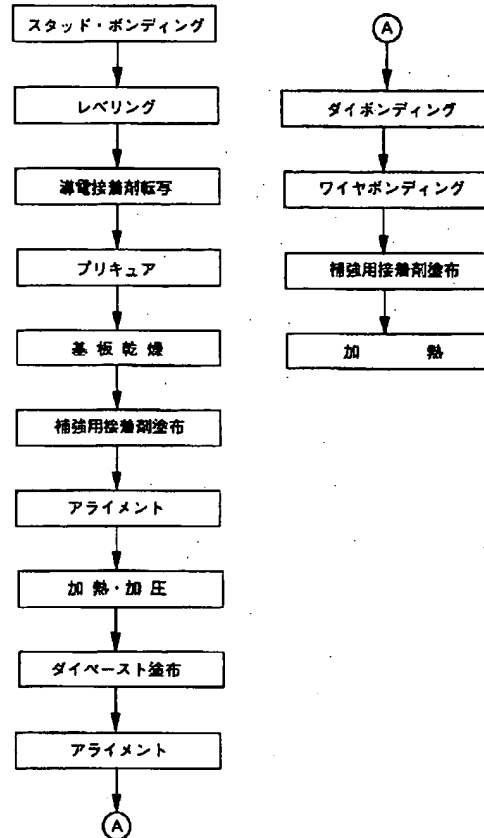 スタッド・ボンディング
レベリング
導電接着剤転写
プリキュア
基板乾燥
補強用接着剤塗布
アライメント
加熱・加圧
ダイペースト塗布
アライメント
A
A
ダイボンディング
ワイヤボンディング
補強用接着剤塗布
加熱